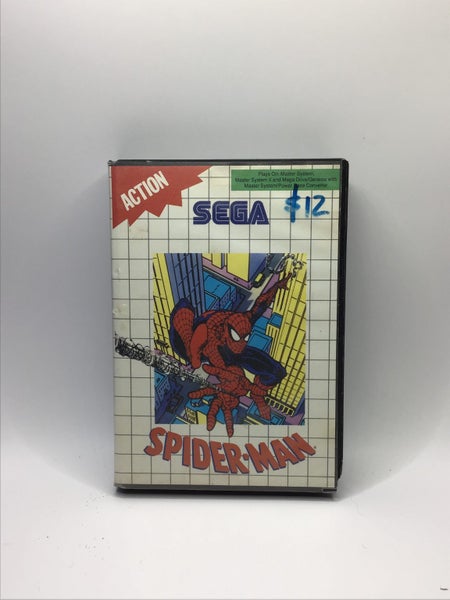 ACTION
Plays On Master System,
Master System II and Mega Drive/Genesis with
Master System/Power Base Converter.
SEGA
$12
SPIDER-MAN